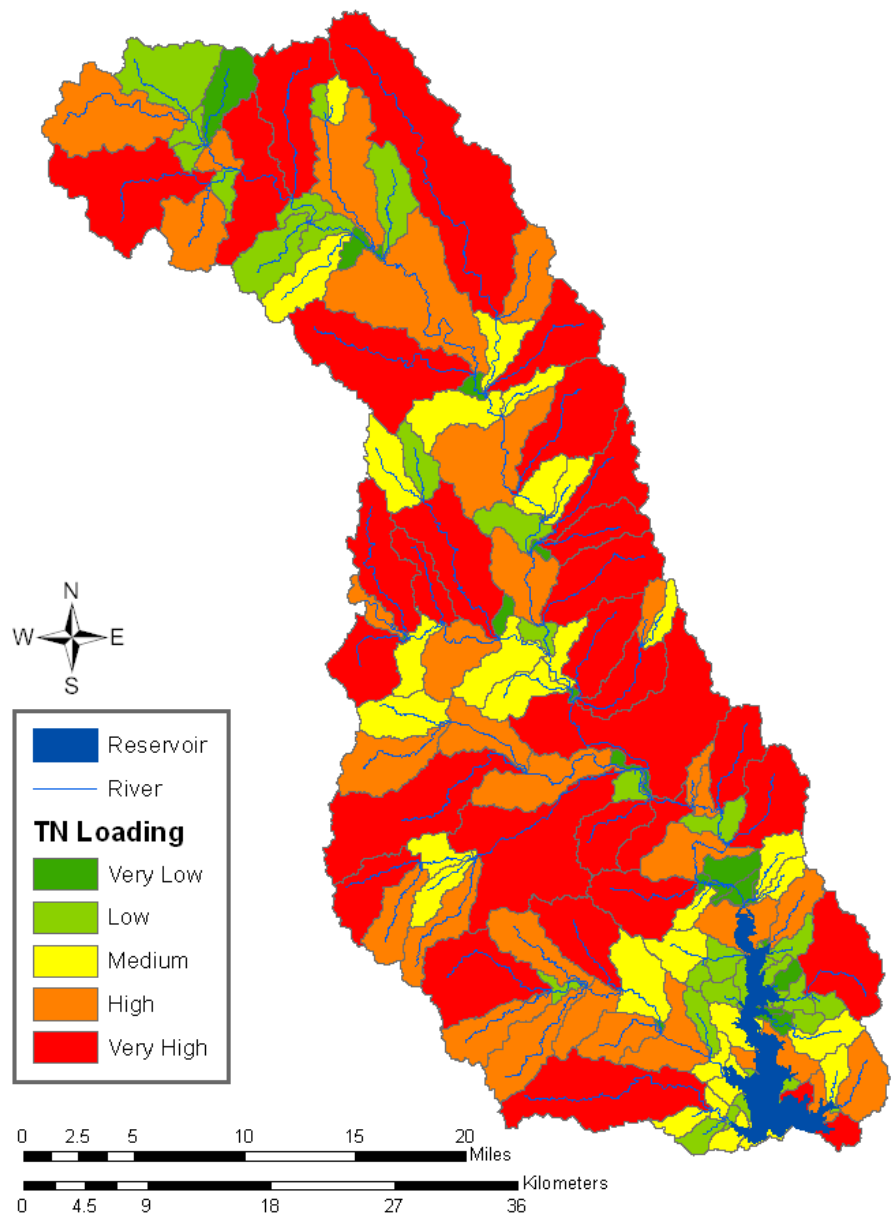 N
W E
S
Reservoir
River
TN Loading
Very Low
Low
Medium
High
Very High
0 2.5 5 10 15 20
Miles
Kilometers
0 4.5 9 18 27 36